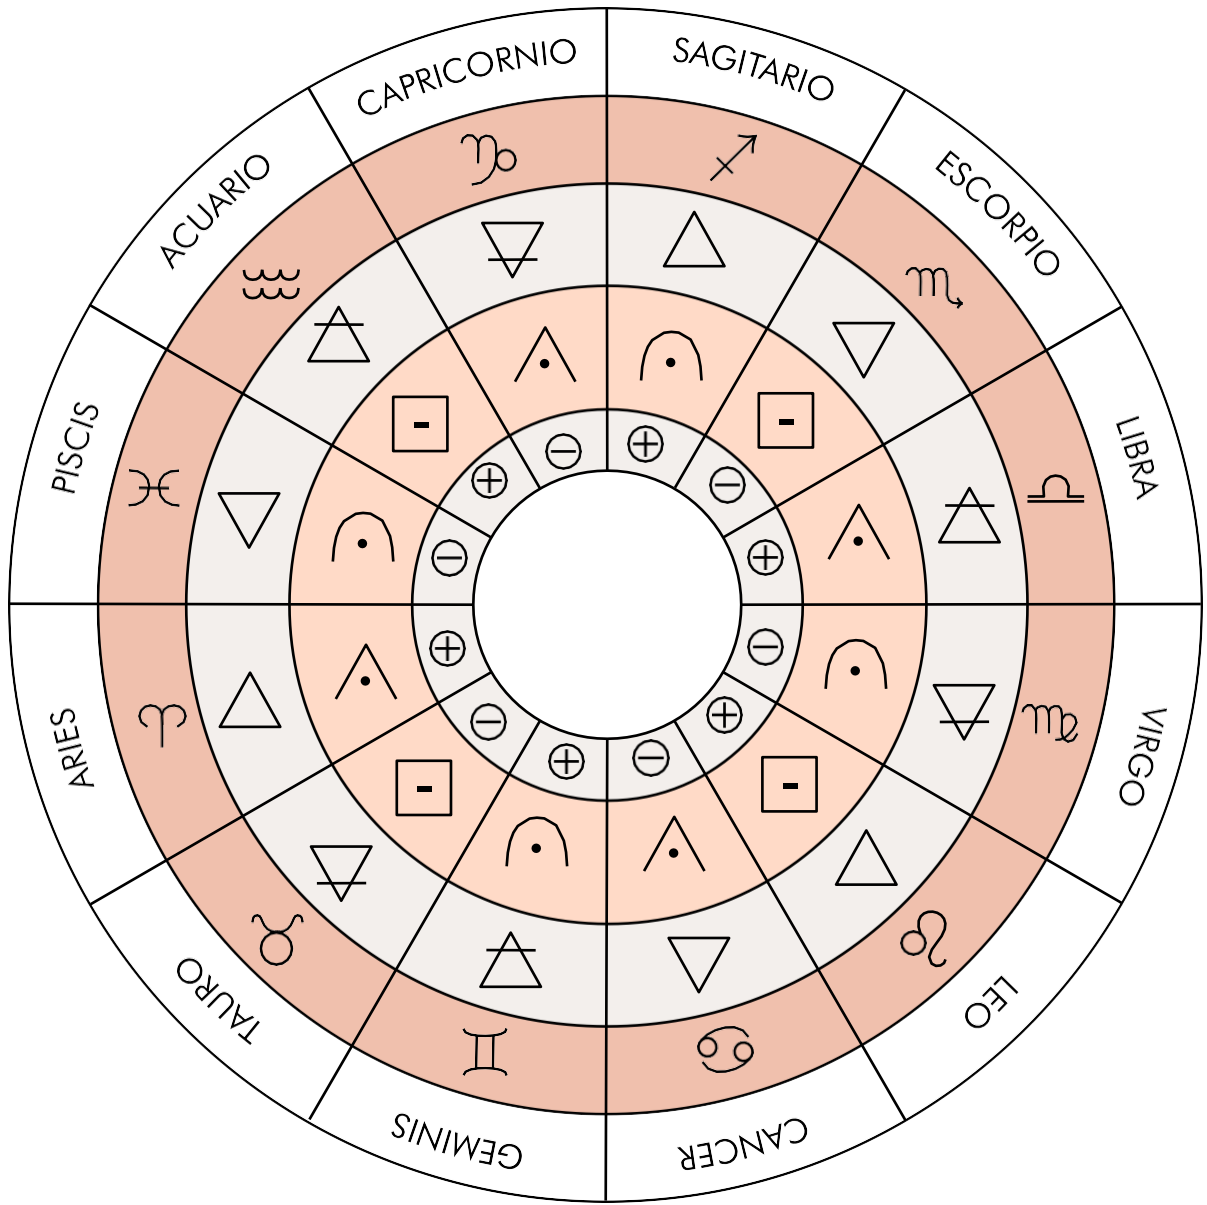 CAPRICORNIO
SAGITARIO
ESCORPIO
LIBRA
VIRGO
LEO
CANCER
GEMINIS
TAURO
ARIES
PISCIS
ACUARIO